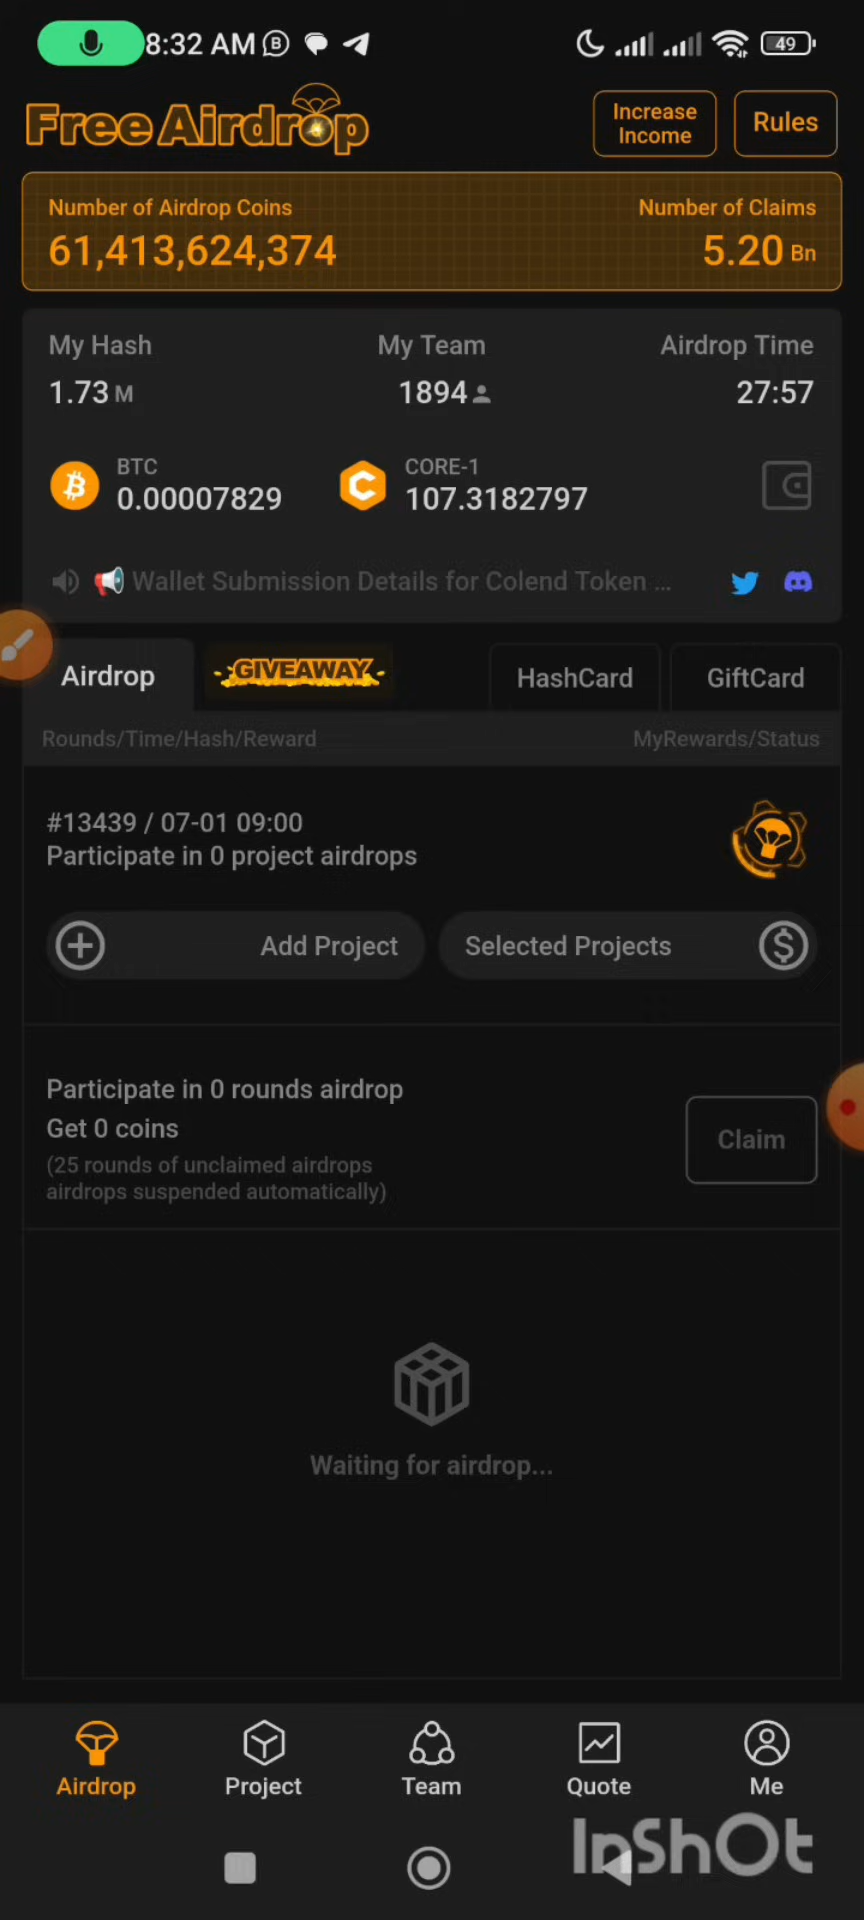 8:32 AM
49
Free Airdrop
Increase
Income
Rules
Number of Airdrop Coins
Number of Claims
61,413,624,374
5.20 Bn
My Hash
My Team
Airdrop Time
1.73 M
1894
27:57
BTC
0.00007829
CORE-1
107.3182797
Wallet Submission Details for Colend Token ...
Airdrop
GIVEAWAY
HashCard
GiftCard
Rounds/Time/Hash/Reward
MyRewards/Status
#13439 / 07-01 09:00
Participate in 0 project airdrops
Add Project
Selected Projects
Participate in 0 rounds airdrop
Get 0 coins
(25 rounds of unclaimed airdrops
airdrops suspended automatically)
Claim
Waiting for airdrop...
Airdrop
Project
Team
Quote
Me
InShOt